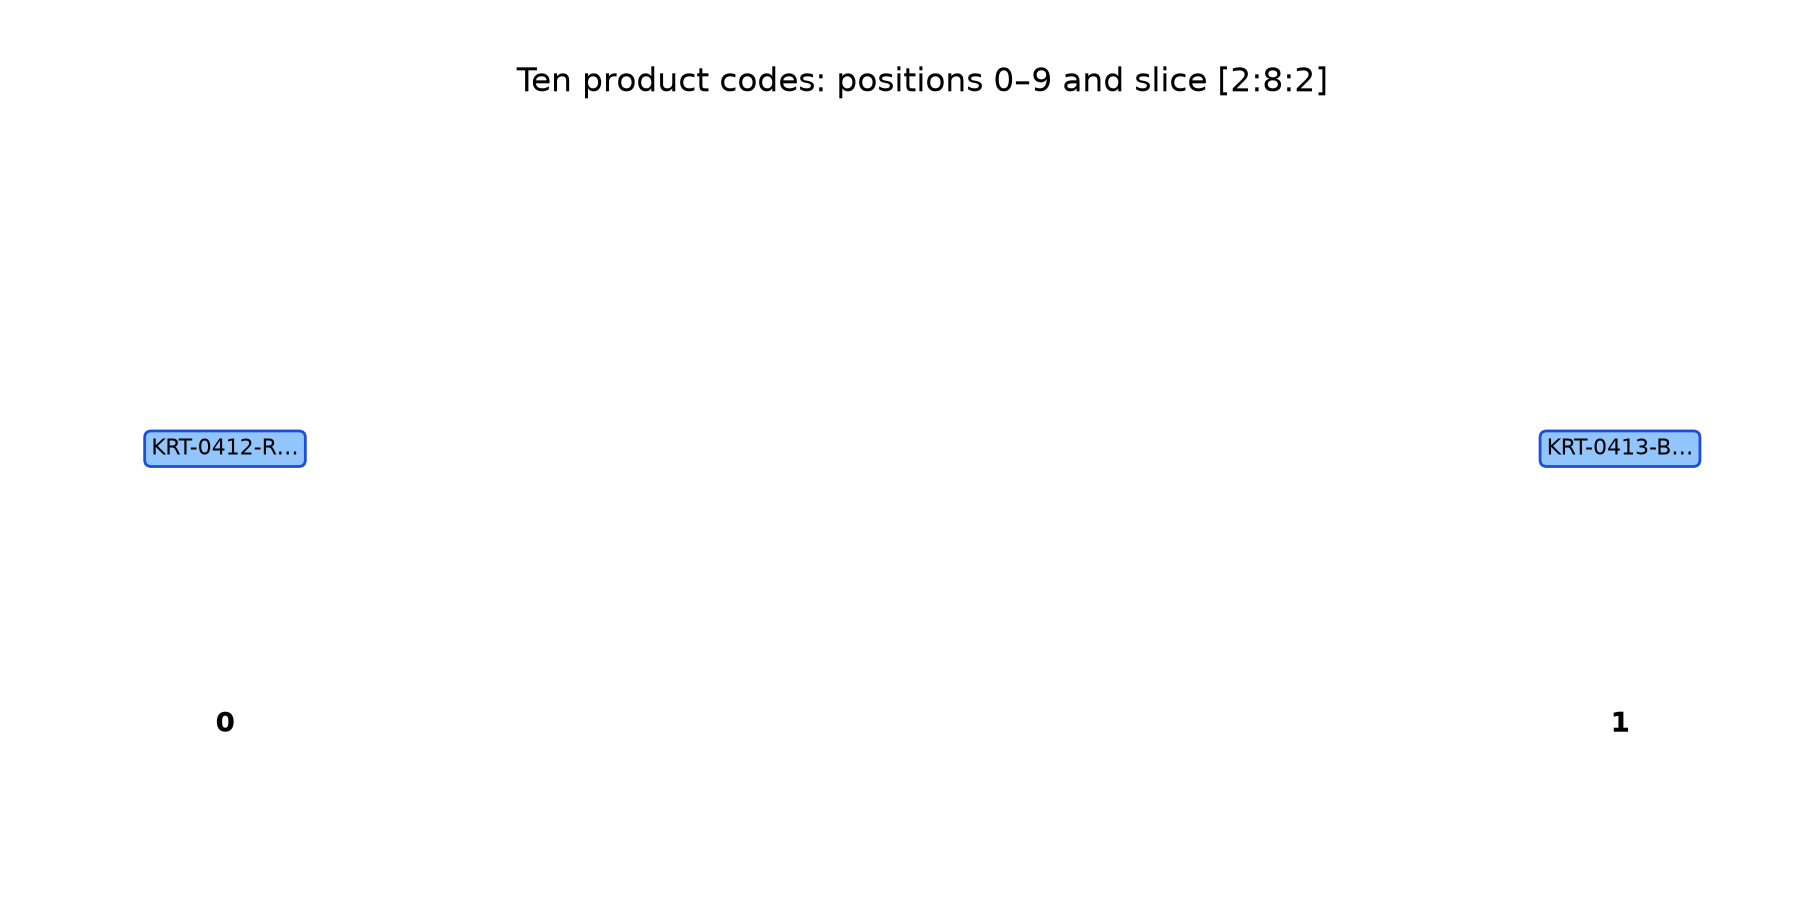 Ten product codes: positions 0–9 and slice [2:8:2]
KRT-0412-R… KRT-0413-B…
0 1